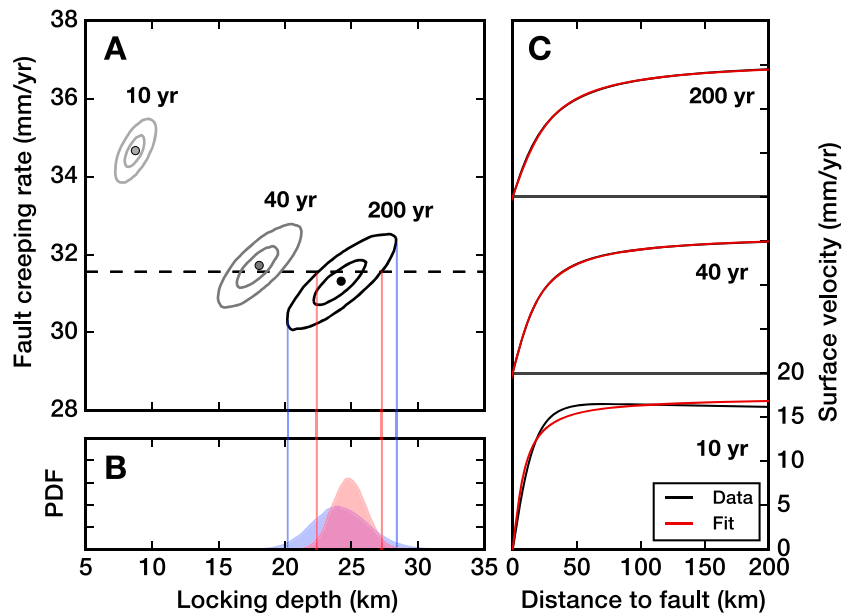 A
C
38
36
34
32
30
28
Fault creeping rate (mm/yr)
10 yr
40 yr
200 yr
B
PDF
5 10 15 20 25 30 35
Locking depth (km)
200 yr
40 yr
10 yr
20
15
10
5
0
Surface velocity (mm/yr)
Data
Fit
0 50 100 150 200
Distance to fault (km)